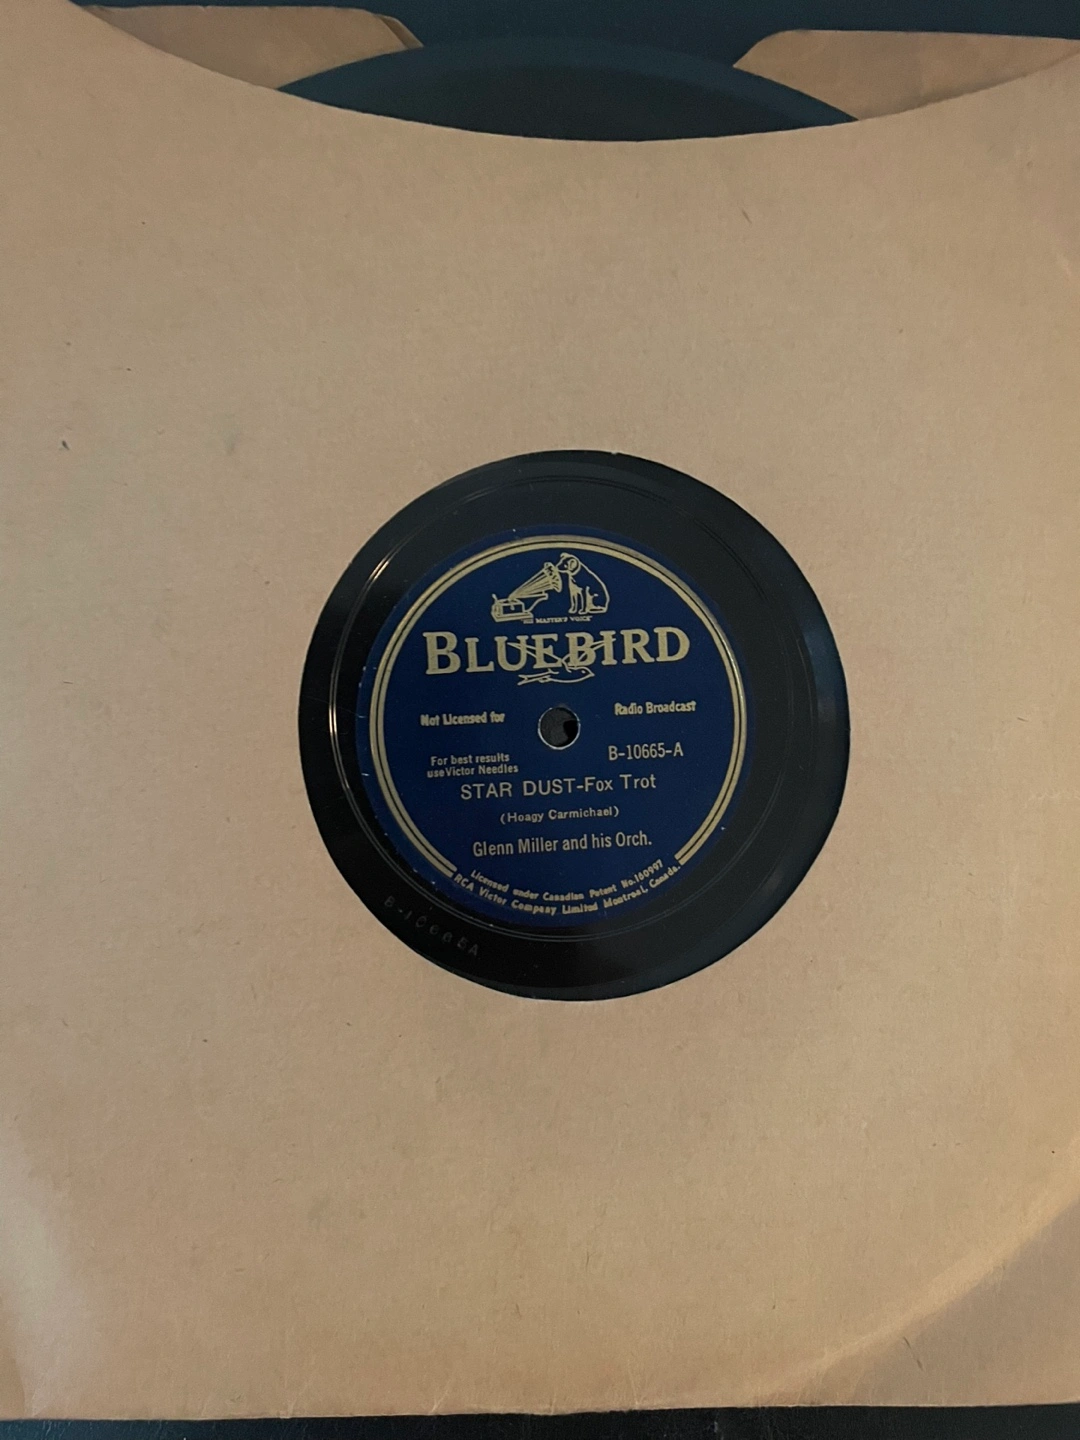 "HIS MASTER'S VOICE"
BLUEBIRD
Not Licensed for Radio Broadcast
B-10665-A
For best results
use Victor Needles
STAR DUST-Fox Trot
(Hoagy Carmichael)
Glenn Miller and his Orch.
Licensed under Canadian Patent No.160997
RCA Victor Company Limited Montreal, Canada.
B-10665A